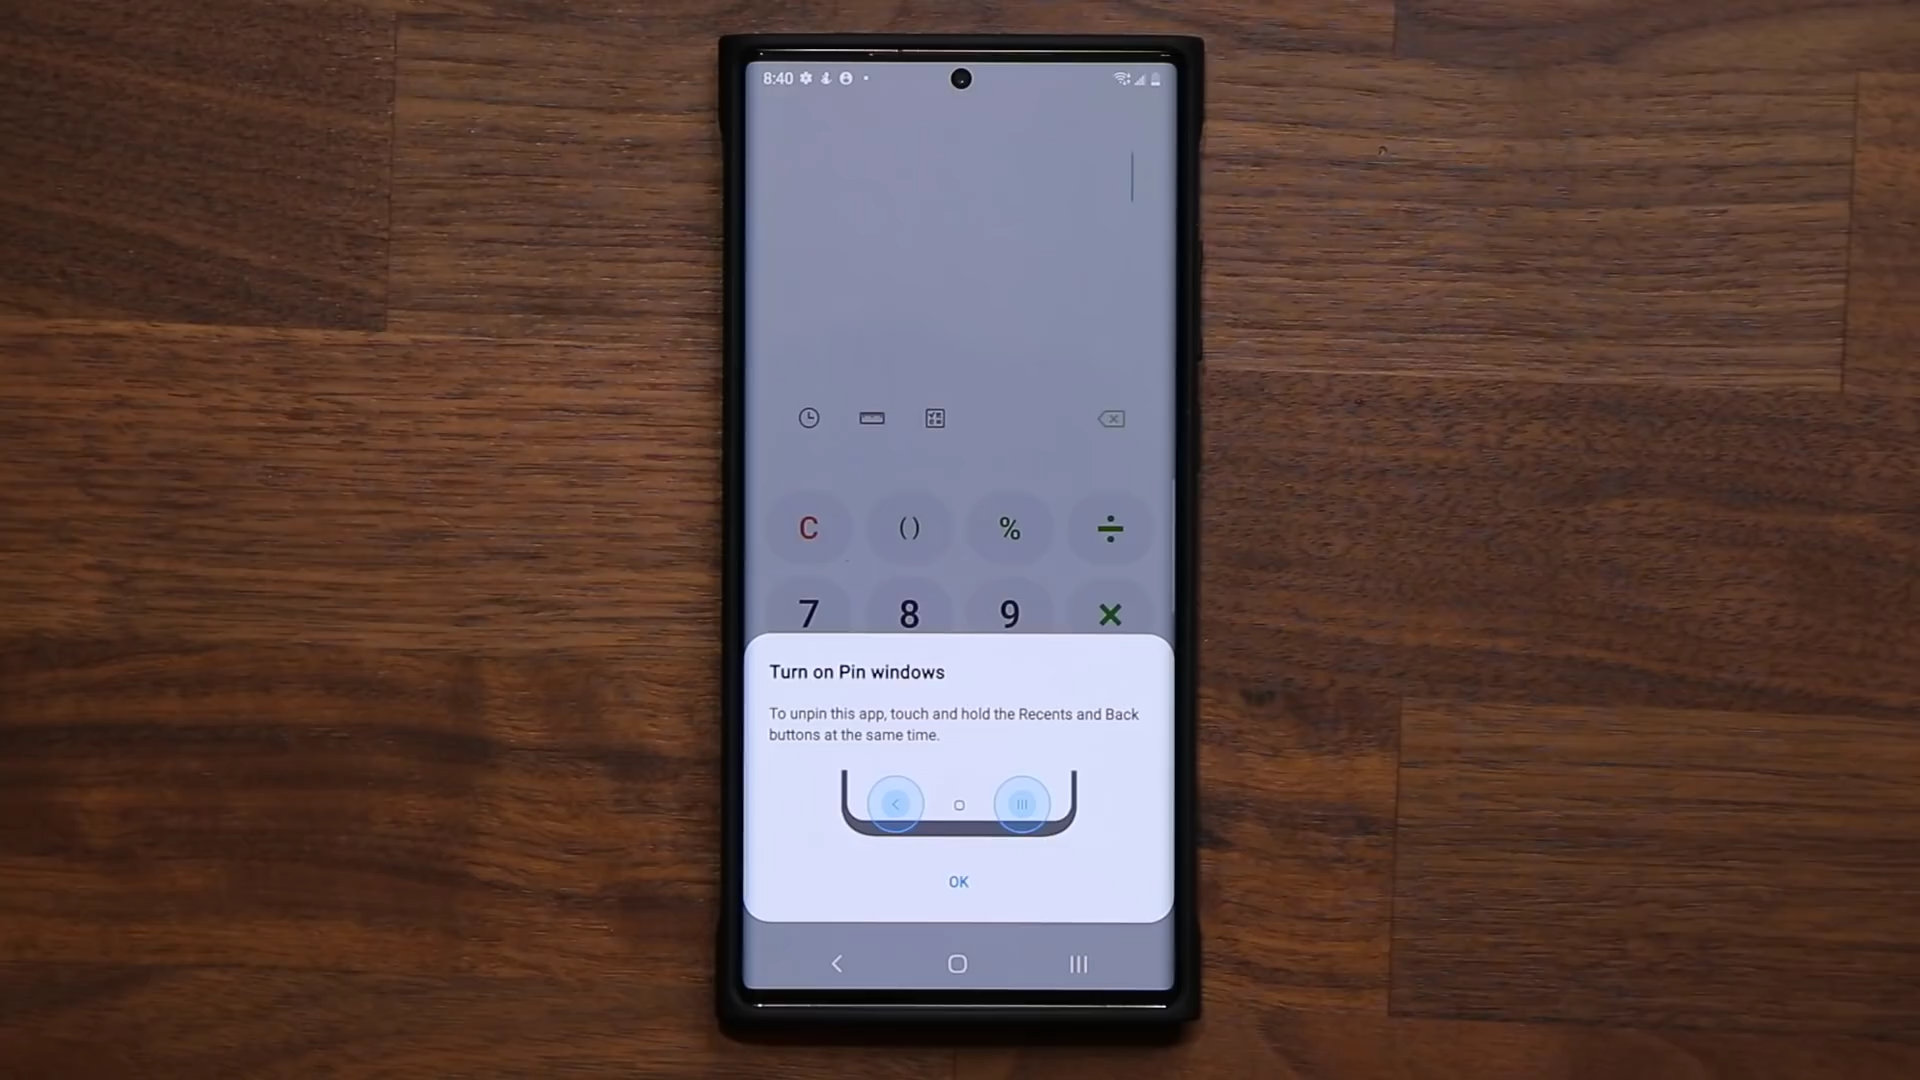 8:40
C () % ÷
7 8 9 ×
Turn on Pin windows
To unpin this app, touch and hold the Recents and Back
buttons at the same time.
OK